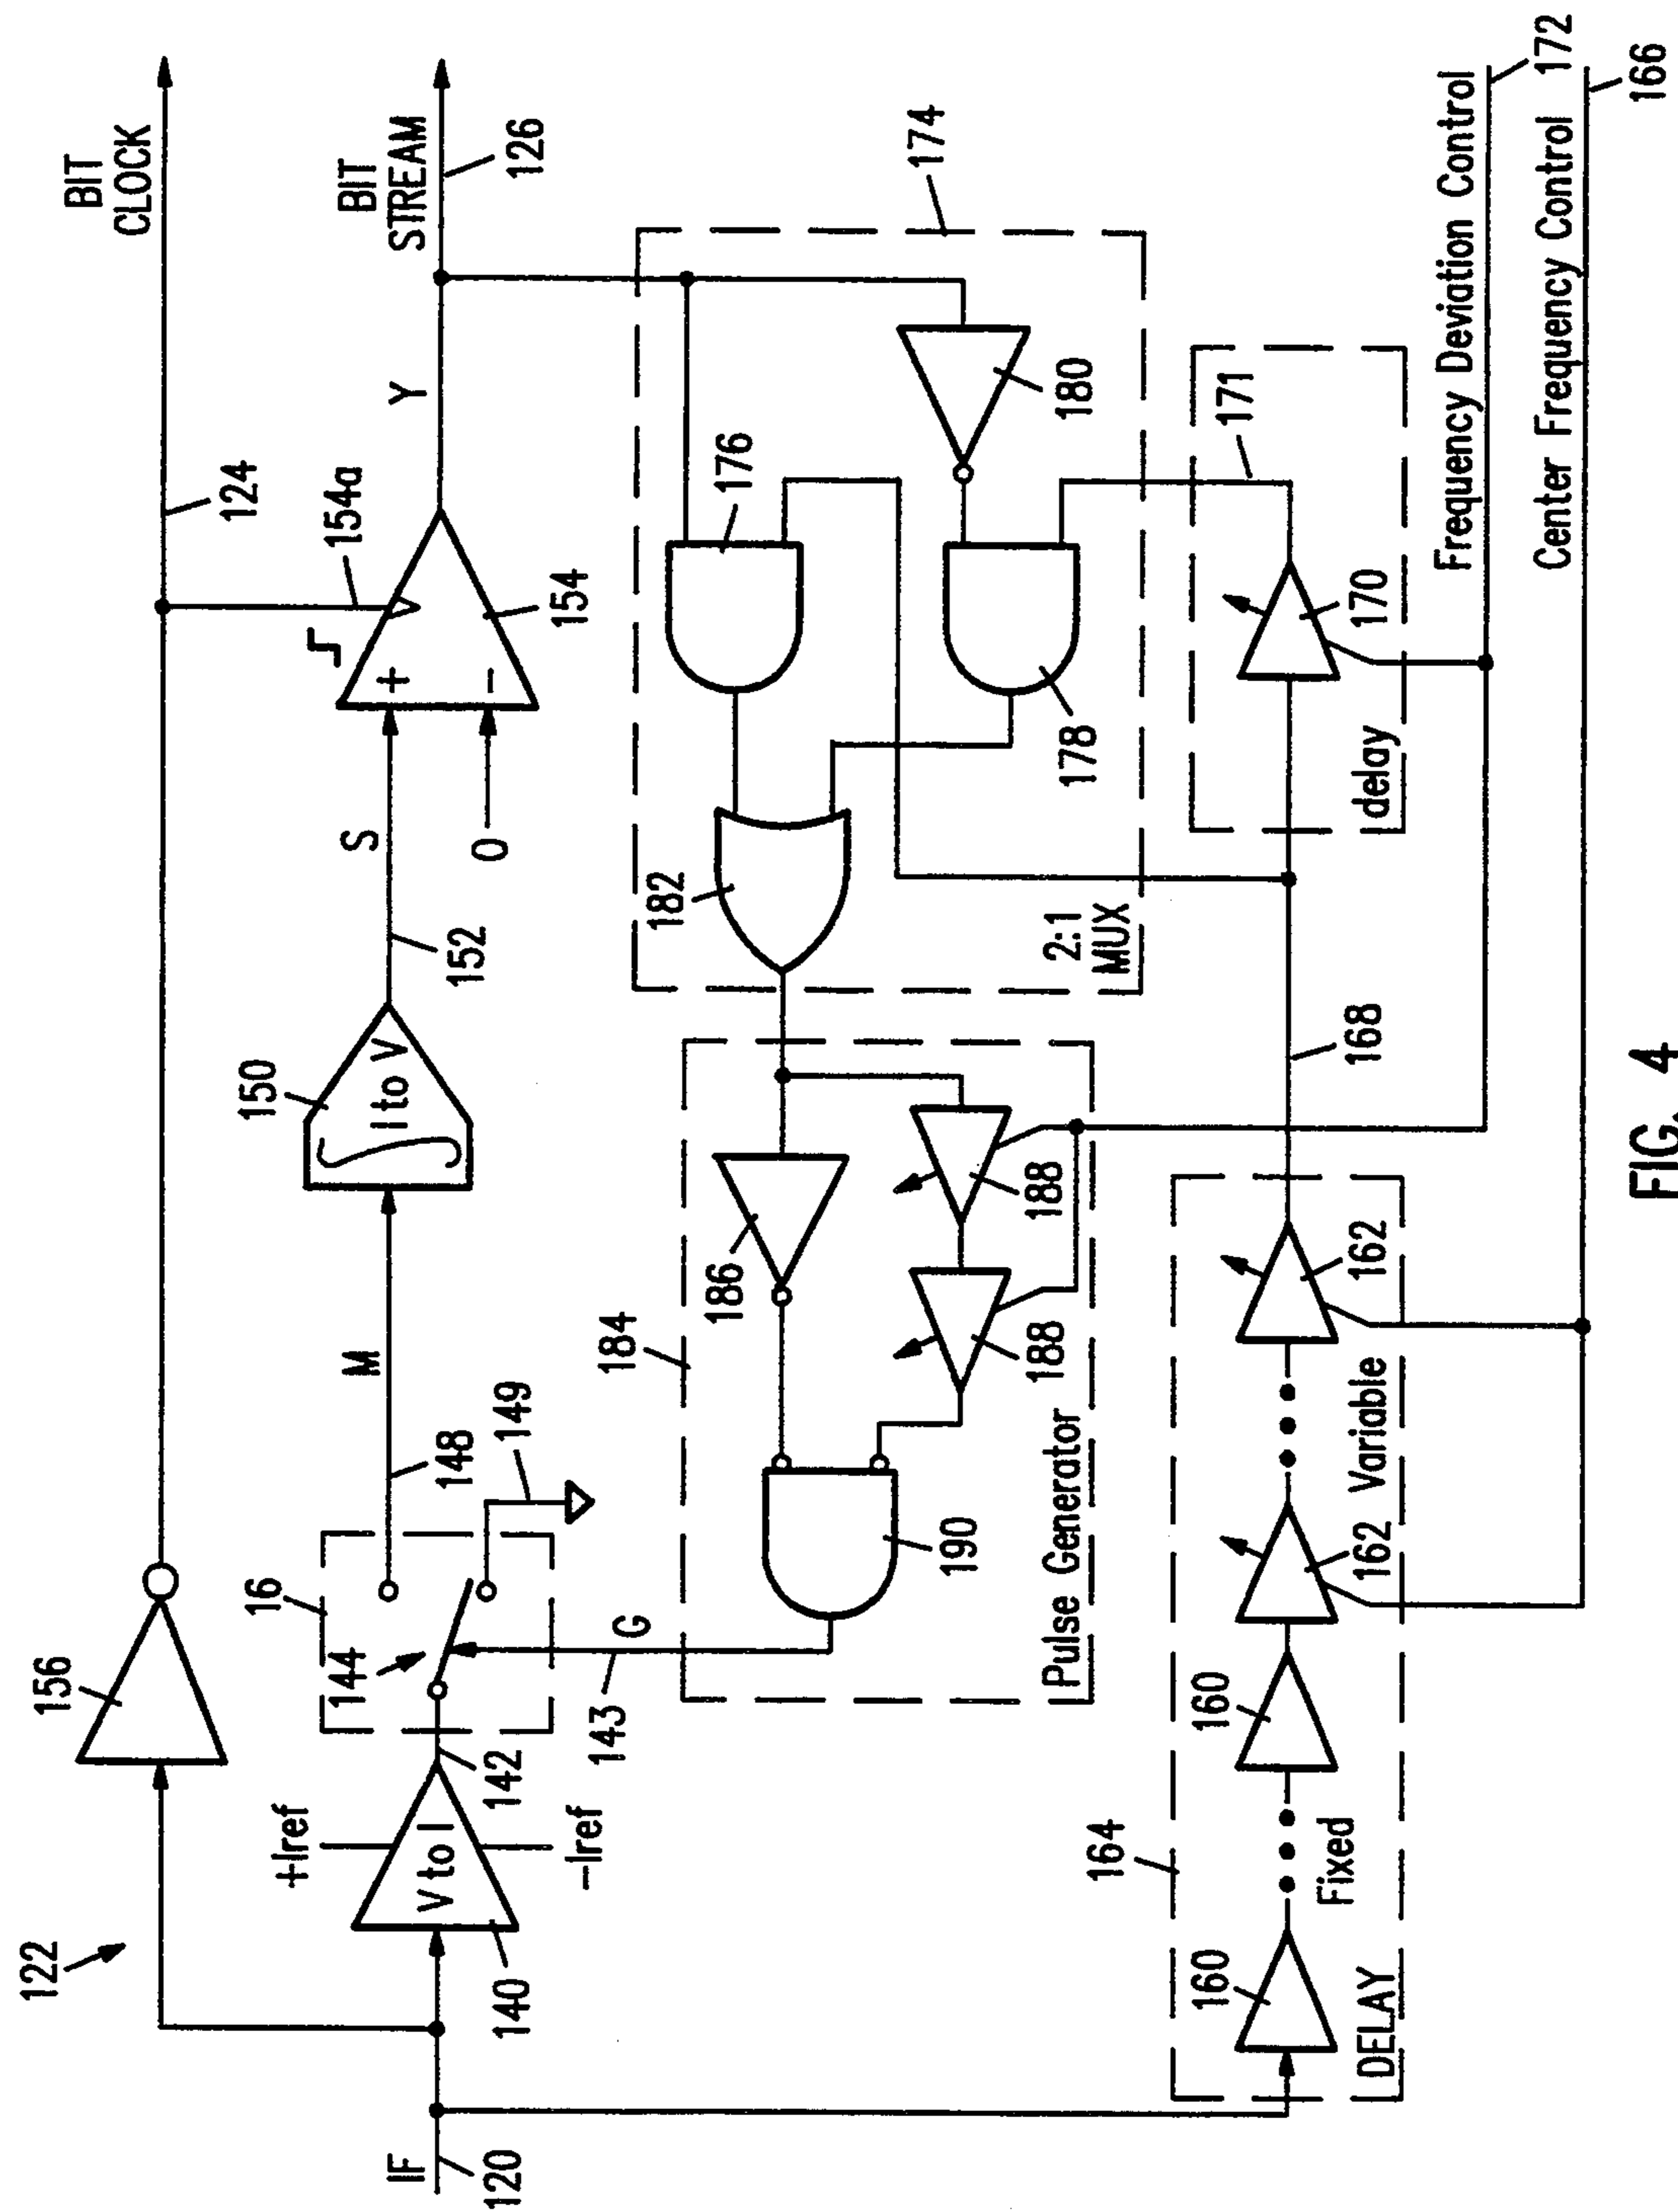 122
156
BIT
CLOCK
124
IF
120
140
V to I
+Iref
-Iref
142
16
144
143
G
148
149
M
150
I to V
152
S
0
+
-
154a
154
Y
BIT
STREAM
126
184
186
188
188
190
Pulse Generator
182
176
178
180
2:1
MUX
174
164
160
160
Fixed
DELAY
162
162
Variable
168
170
171
delay
Frequency Deviation Control
172
Center Frequency Control
166
FIG. 4